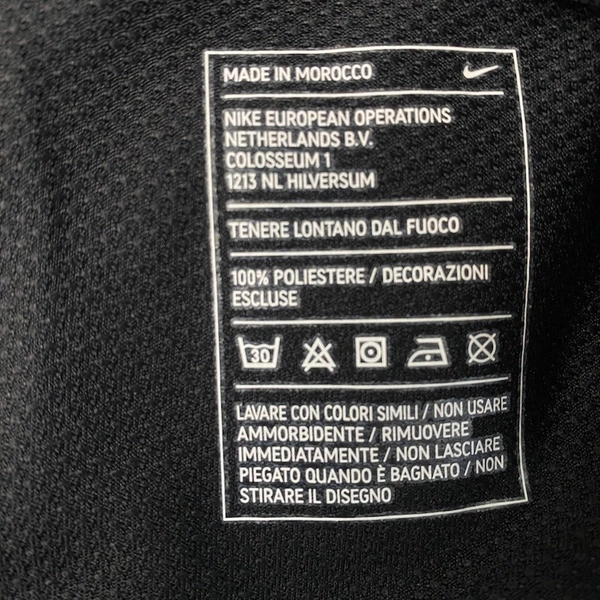 MADE IN MOROCCO
NIKE EUROPEAN OPERATIONS
NETHERLANDS B.V.
COLOSSEUM 1
1213 NL HILVERSUM
TENERE LONTANO DAL FUOCO
100% POLIESTERE / DECORAZIONI
ESCLUSE
30
LAVARE CON COLORI SIMILI / NON USARE
AMMORBIDENTE / RIMUOVERE
IMMEDIATAMENTE / NON LASCIARE
PIEGATO QUANDO È BAGNATO / NON
STIRARE IL DISEGNO